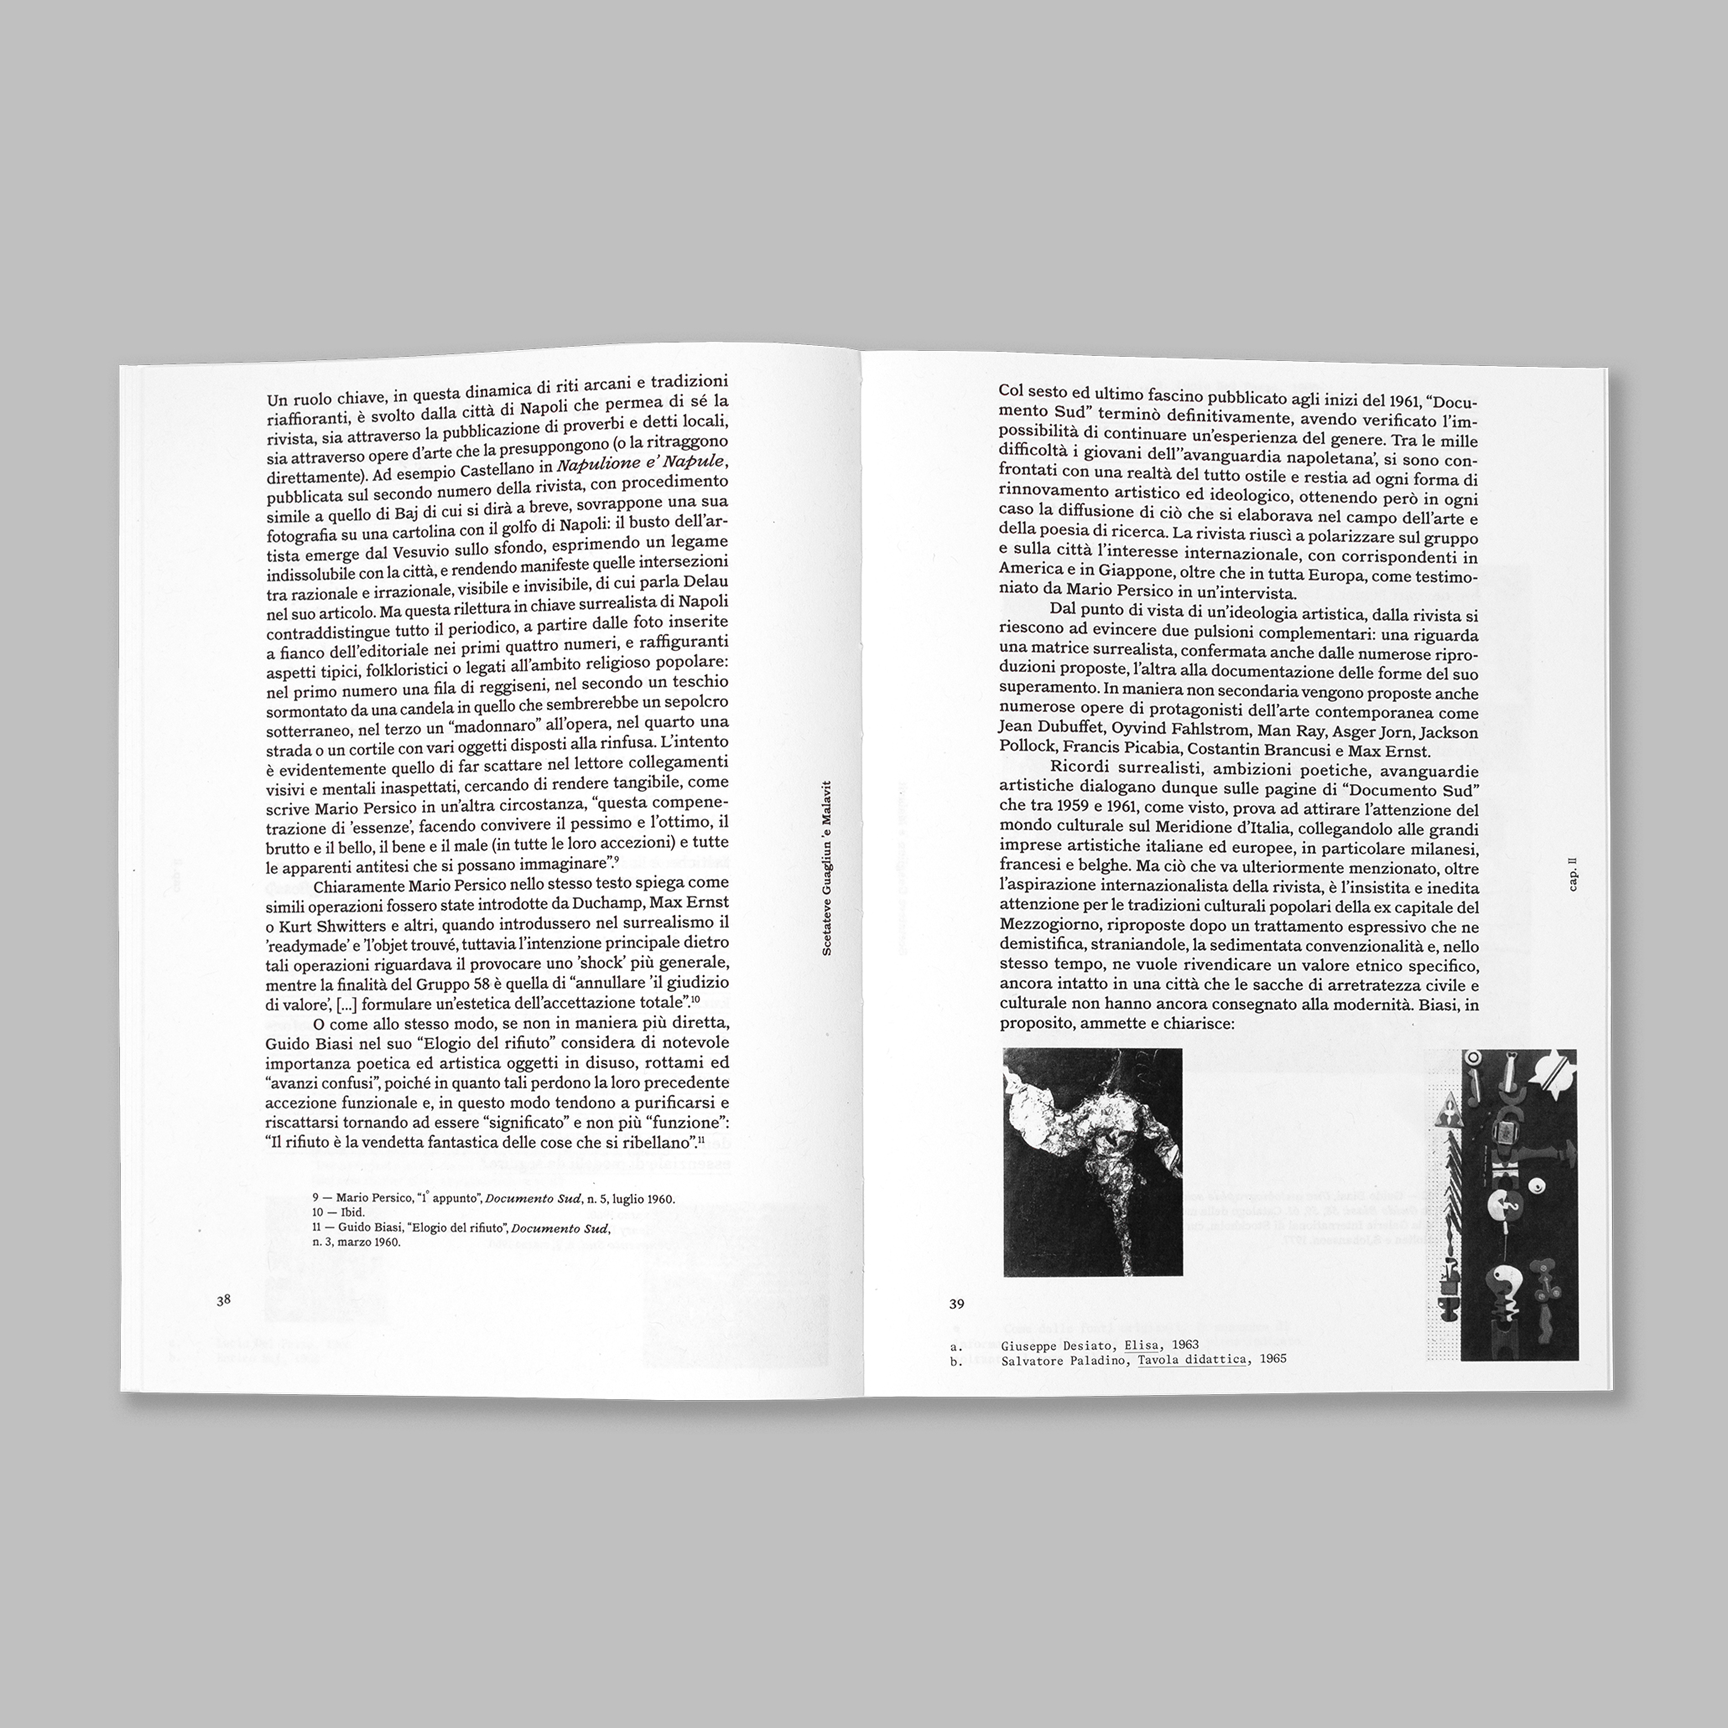 Un ruolo chiave, in questa dinamica di riti arcani e tradizioni
riaffioranti, è svolto dalla città di Napoli che permea di sé la
rivista, sia attraverso la pubblicazione di proverbi e detti locali,
sia attraverso opere d'arte che la presuppongono (o la ritraggono
direttamente). Ad esempio Castellano in Napulione e' Napule,
pubblicata sul secondo numero della rivista, con procedimento
simile a quello di Baj di cui si dirà a breve, sovrappone una sua
fotografia su una cartolina con il golfo di Napoli: il busto dell'ar-
tista emerge dal Vesuvio sullo sfondo, esprimendo un legame
indissolubile con la città, e rendendo manifeste quelle intersezioni
tra razionale e irrazionale, visibile e invisibile, di cui parla Delau
nel suo articolo. Ma questa rilettura in chiave surrealista di Napoli
contraddistingue tutto il periodico, a partire dalle foto inserite
a fianco dell'editoriale nei primi quattro numeri, e raffiguranti
aspetti tipici, folkloristici o legati all'ambito religioso popolare:
nel primo numero una fila di reggiseni, nel secondo un teschio
sormontato da una candela in quello che sembrerebbe un sepolcro
sotterraneo, nel terzo un “madonnaro” all'opera, nel quarto una
strada o un cortile con vari oggetti disposti alla rinfusa. L'intento
è evidentemente quello di far scattare nel lettore collegamenti
visivi e mentali inaspettati, cercando di rendere tangibile, come
scrive Mario Persico in un'altra circostanza, “questa compene-
trazione di 'essenze', facendo convivere il pessimo e l'ottimo, il
brutto e il bello, il bene e il male (in tutte le loro accezioni) e tutte
le apparenti antitesi che si possano immaginare”.⁹
Chiaramente Mario Persico nello stesso testo spiega come
simili operazioni fossero state introdotte da Duchamp, Max Ernst
o Kurt Shwitters e altri, quando introdussero nel surrealismo il
'readymade' e 'l'objet trouvé, tuttavia l'intenzione principale dietro
tali operazioni riguardava il provocare uno 'shock' più generale,
mentre la finalità del Gruppo 58 è quella di “annullare 'il giudizio
di valore', [...] formulare un'estetica dell'accettazione totale”.¹⁰
O come allo stesso modo, se non in maniera più diretta,
Guido Biasi nel suo “Elogio del rifiuto” considera di notevole
importanza poetica ed artistica oggetti in disuso, rottami ed
“avanzi confusi”, poiché in quanto tali perdono la loro precedente
accezione funzionale e, in questo modo tendono a purificarsi e
riscattarsi tornando ad essere “significato” e non più “funzione”:
“Il rifiuto è la vendetta fantastica delle cose che si ribellano”.¹¹
9 — Mario Persico, “1° appunto”, Documento Sud, n. 5, luglio 1960.
10 — Ibid.
11 — Guido Biasi, “Elogio del rifiuto”, Documento Sud,
n. 3, marzo 1960.
38
Scetateve Guagliun 'e Malavit
Col sesto ed ultimo fascino pubblicato agli inizi del 1961, “Docu-
mento Sud” terminò definitivamente, avendo verificato l'im-
possibilità di continuare un'esperienza del genere. Tra le mille
difficoltà i giovani dell''avanguardia napoletana', si sono con-
frontati con una realtà del tutto ostile e restia ad ogni forma di
rinnovamento artistico ed ideologico, ottenendo però in ogni
caso la diffusione di ciò che si elaborava nel campo dell'arte e
della poesia di ricerca. La rivista riuscì a polarizzare sul gruppo
e sulla città l'interesse internazionale, con corrispondenti in
America e in Giappone, oltre che in tutta Europa, come testimo-
niato da Mario Persico in un'intervista.
Dal punto di vista di un'ideologia artistica, dalla rivista si
riescono ad evincere due pulsioni complementari: una riguarda
una matrice surrealista, confermata anche dalle numerose ripro-
duzioni proposte, l'altra alla documentazione delle forme del suo
superamento. In maniera non secondaria vengono proposte anche
numerose opere di protagonisti dell'arte contemporanea come
Jean Dubuffet, Oyvind Fahlstrom, Man Ray, Asger Jorn, Jackson
Pollock, Francis Picabia, Costantin Brancusi e Max Ernst.
Ricordi surrealisti, ambizioni poetiche, avanguardie
artistiche dialogano dunque sulle pagine di “Documento Sud”
che tra 1959 e 1961, come visto, prova ad attirare l'attenzione del
mondo culturale sul Meridione d'Italia, collegandolo alle grandi
imprese artistiche italiane ed europee, in particolare milanesi,
francesi e belghe. Ma ciò che va ulteriormente menzionato, oltre
l'aspirazione internazionalista della rivista, è l'insistita e inedita
attenzione per le tradizioni culturali popolari della ex capitale del
Mezzogiorno, riproposte dopo un trattamento espressivo che ne
demistifica, straniandole, la sedimentata convenzionalità e, nello
stesso tempo, ne vuole rivendicare un valore etnico specifico,
ancora intatto in una città che le sacche di arretratezza civile e
culturale non hanno ancora consegnato alla modernità. Biasi, in
proposito, ammette e chiarisce:
cap. II
39
a. Giuseppe Desiato, Elisa, 1963
b. Salvatore Paladino, Tavola didattica, 1965